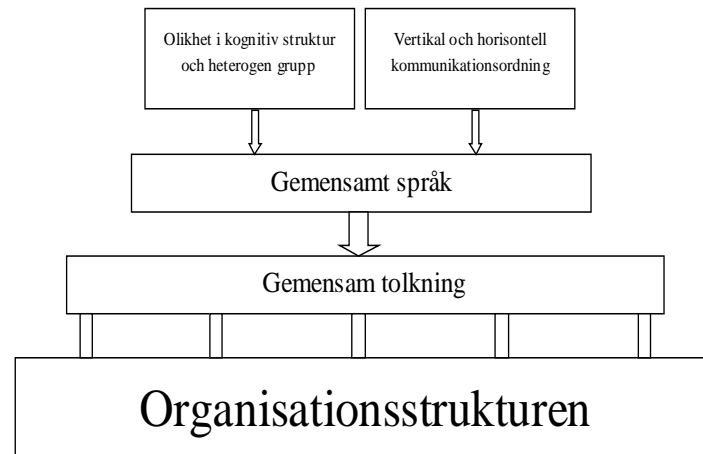 Olikhet i kognitiv struktur
och heterogen grupp
Vertikal och horisontell
kommunikationsordning
Gemensamt språk
Gemensam tolkning
Organisationsstrukturen